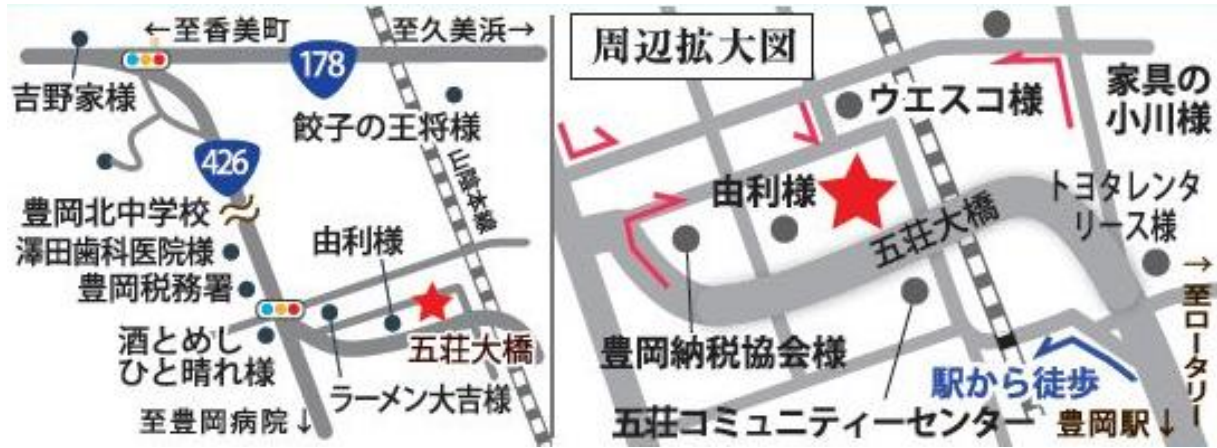 ←至香美町
至久美浜→
178
吉野家様
餃子の王将様
山陰本線
426
豊岡北中学校
澤田歯科医院様
豊岡税務署
由利様
酒とめし
ひと晴れ様
五荘大橋
ラーメン大吉様
至豊岡病院↓
周辺拡大図
ウエスコ様
家具の
小川様
由利様
五荘大橋
トヨタレンタ
リース様
豊岡納税協会様
五荘コミュニティーセンター
駅から徒歩
豊岡駅↓
→至ロータリー